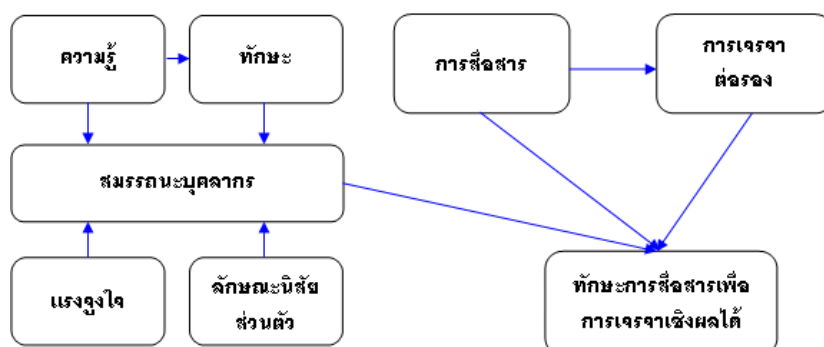 ความรู้
ทักษะ
การสื่อสาร
การเจรจา
ต่อรอง
สมรรถนะบุคลากร
แรงจูงใจ
ลักษณะนิสัย
ส่วนตัว
ทักษะการสื่อสารเพื่อ
การเจรจาเชิงผลได้